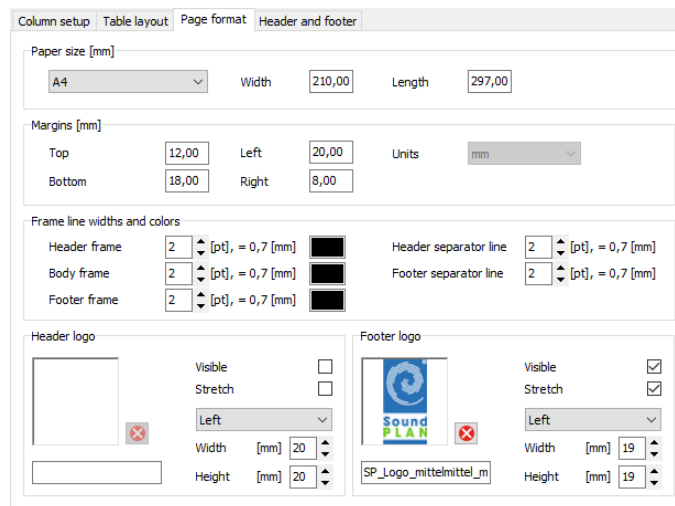 Column setup Table layout Page format Header and footer
Paper size [mm]
A4 Width 210,00 Length 297,00
Margins [mm]
Top 12,00 Left 20,00 Units mm
Bottom 18,00 Right 8,00
Frame line widths and colors
Header frame 2 [pt], = 0,7 [mm] Header separator line 2 [pt], = 0,7 [mm]
Body frame 2 [pt], = 0,7 [mm] Footer separator line 2 [pt], = 0,7 [mm]
Footer frame 2 [pt], = 0,7 [mm]
Header logo
Visible
Stretch
Left
Width [mm] 20
Height [mm] 20
Footer logo
Sound
PLAN
SP_Logo_mittelmittel_m
Visible
Stretch
Left
Width [mm] 19
Height [mm] 19